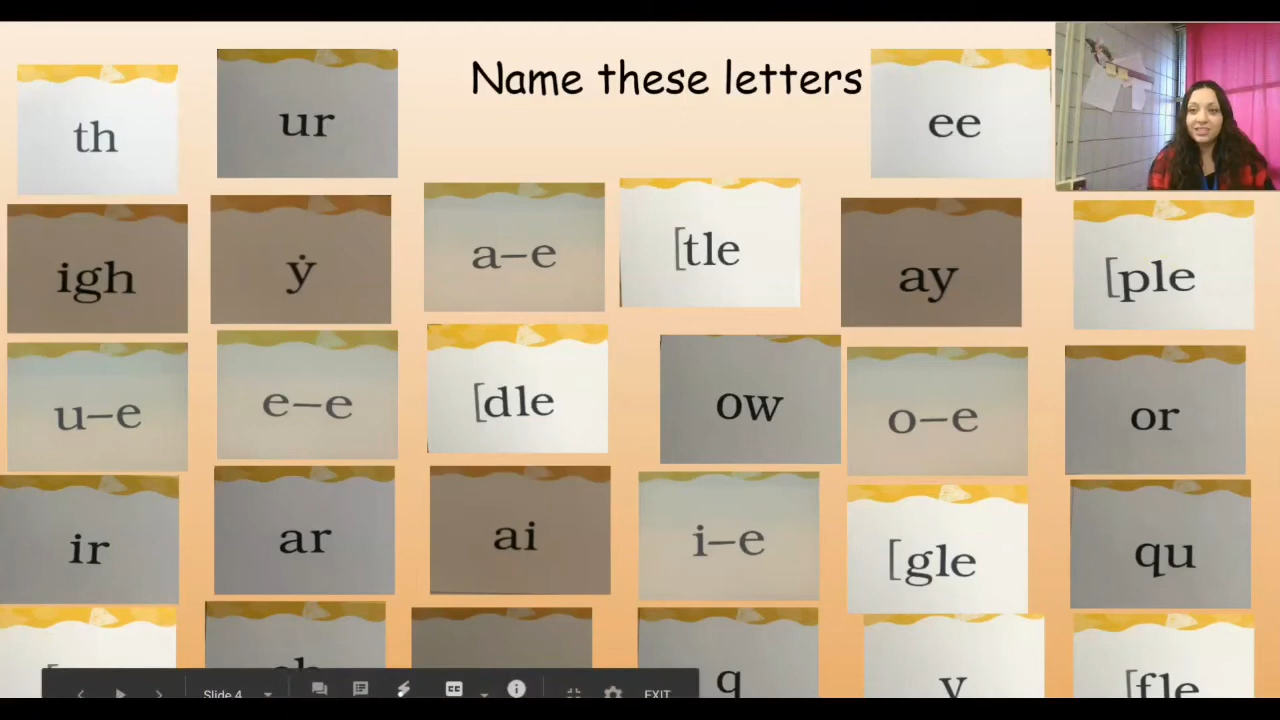 Name these letters
th
ur
ee
igh
ẏ
a–e
[tle
ay
[ple
u–e
e–e
[dle
ow
o–e
or
ir
ar
ai
i–e
[gle
qu
q
y
[fle
Slide 4
CC
EXIT